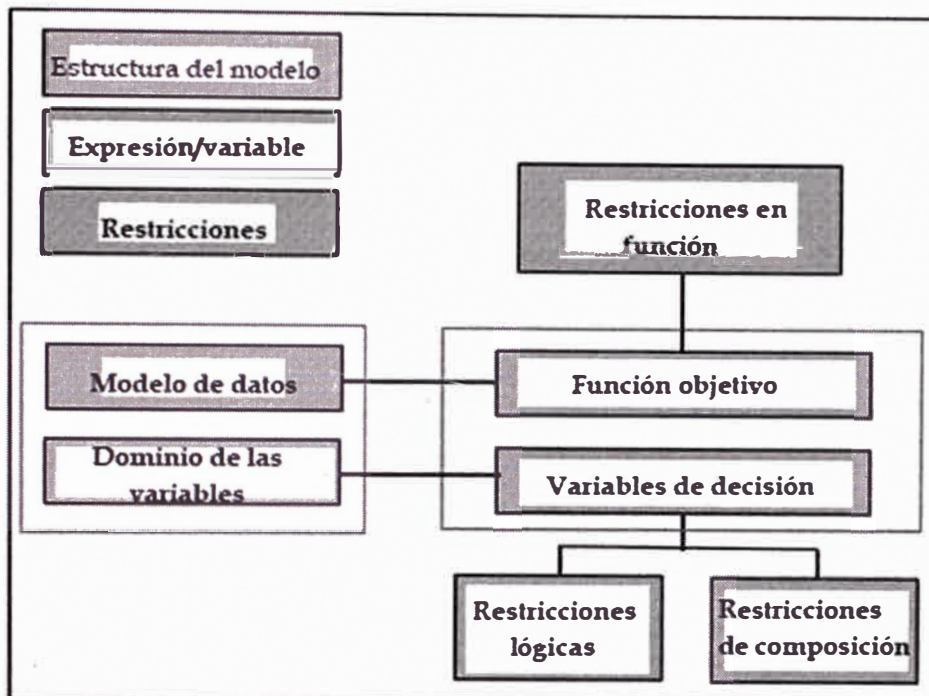 Estructura del modelo
Expresión/variable
Restricciones
Restricciones en
función
Modelo de datos
Función objetivo
Dominio de las
variables
Variables de decisión
Restricciones
lógicas
Restricciones
de composición